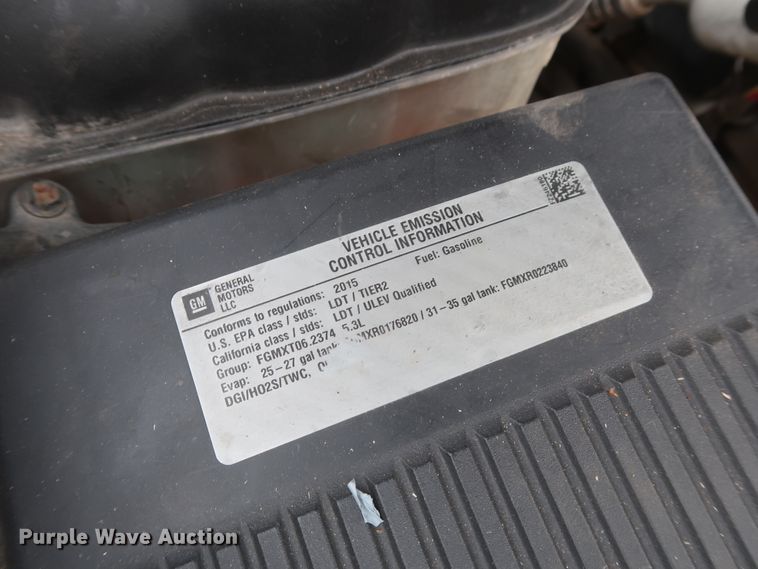 GM
GENERAL
MOTORS
LLC
VEHICLE EMISSION
CONTROL INFORMATION
Conforms to regulations: 2015 Fuel: Gasoline
U.S. EPA class / stds: LDT / TIER2
California class / stds: LDT / ULEV Qualified
Group: FGMXT06.2374 5.3L
Evap: 25-27 gal tank: MXR0176820 / 31-35 gal tank: FGMXR0223840
DGI/HO2S/TWC,
Purple Wave Auction